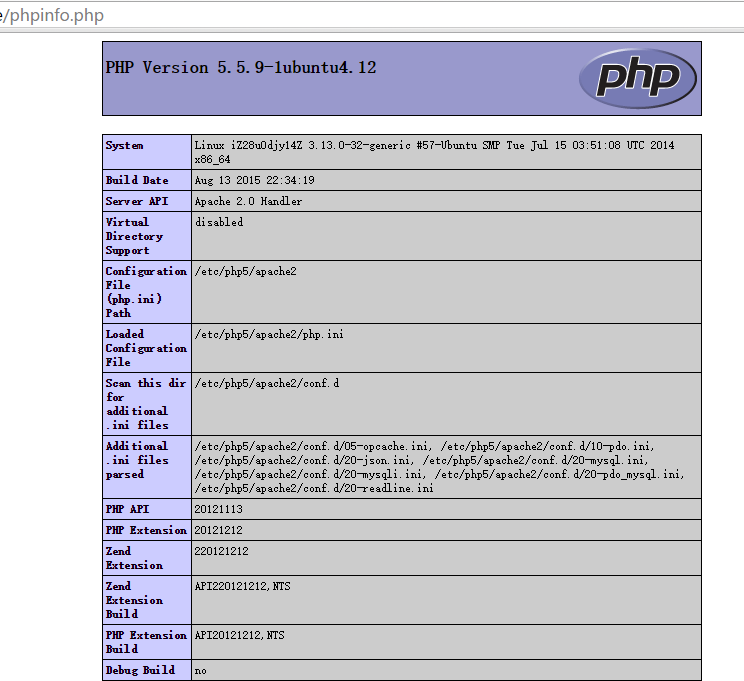 e/phpinfo.php
PHP Version 5.5.9-1ubuntu4.12
php
System
Linux iZ28u0djy14Z 3.13.0-32-generic #57-Ubuntu SMP Tue Jul 15 03:51:08 UTC 2014
x86_64
Build Date
Aug 13 2015 22:34:19
Server API
Apache 2.0 Handler
Virtual
Directory
Support
disabled
Configuration
File
(php.ini)
Path
/etc/php5/apache2
Loaded
Configuration
File
/etc/php5/apache2/php.ini
Scan this dir
for
additional
.ini files
/etc/php5/apache2/conf.d
Additional
.ini files
parsed
/etc/php5/apache2/conf.d/05-opcache.ini, /etc/php5/apache2/conf.d/10-pdo.ini,
/etc/php5/apache2/conf.d/20-json.ini, /etc/php5/apache2/conf.d/20-mysql.ini,
/etc/php5/apache2/conf.d/20-mysqli.ini, /etc/php5/apache2/conf.d/20-pdo_mysql.ini,
/etc/php5/apache2/conf.d/20-readline.ini
PHP API
20121113
PHP Extension
20121212
Zend
Extension
220121212
Zend
Extension
Build
API220121212,NTS
PHP Extension
Build
API20121212,NTS
Debug Build
no